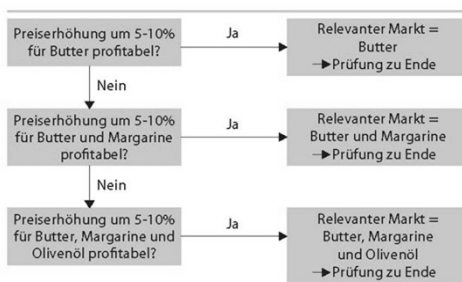 Preiserhöhung um 5-10%
für Butter profitabel?
Ja
Relevanter Markt =
Butter
→Prüfung zu Ende
Nein
Preiserhöhung um 5-10%
für Butter und Margarine
profitabel?
Ja
Relevanter Markt =
Butter und Margarine
→Prüfung zu Ende
Nein
Preiserhöhung um 5-10%
für Butter, Margarine und
Olivenöl profitabel?
Ja
Relevanter Markt =
Butter, Margarine
und Olivenöl
→Prüfung zu Ende